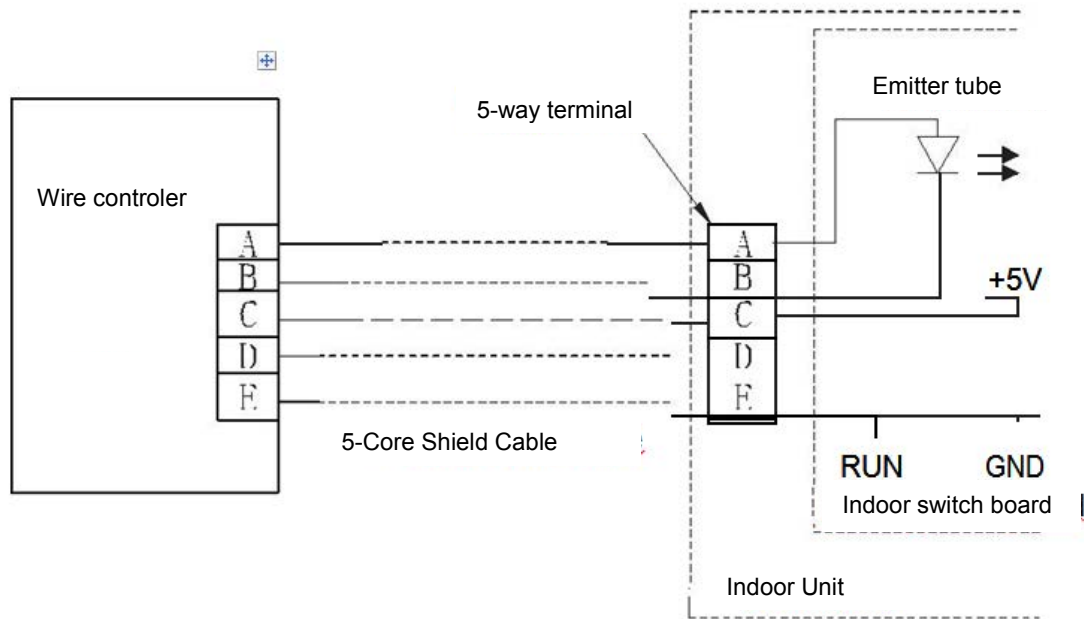 Emitter tube
5-way terminal
Wire controler
A
B
C
D
E
A
B
C
D
E
+5V
5-Core Shield Cable
RUN
GND
Indoor switch board
Indoor Unit